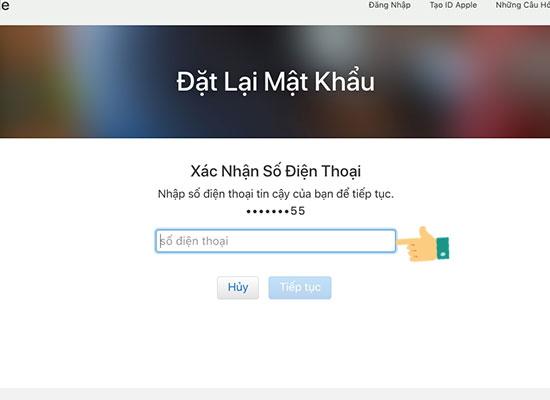 Đăng Nhập Tạo ID Apple Những Câu
Đặt Lại Mật Khẩu
Xác Nhận Số Điện Thoại
Nhập số điện thoại tin cậy của bạn để tiếp tục.
•••••••55
số điện thoại
Hủy Tiếp tục